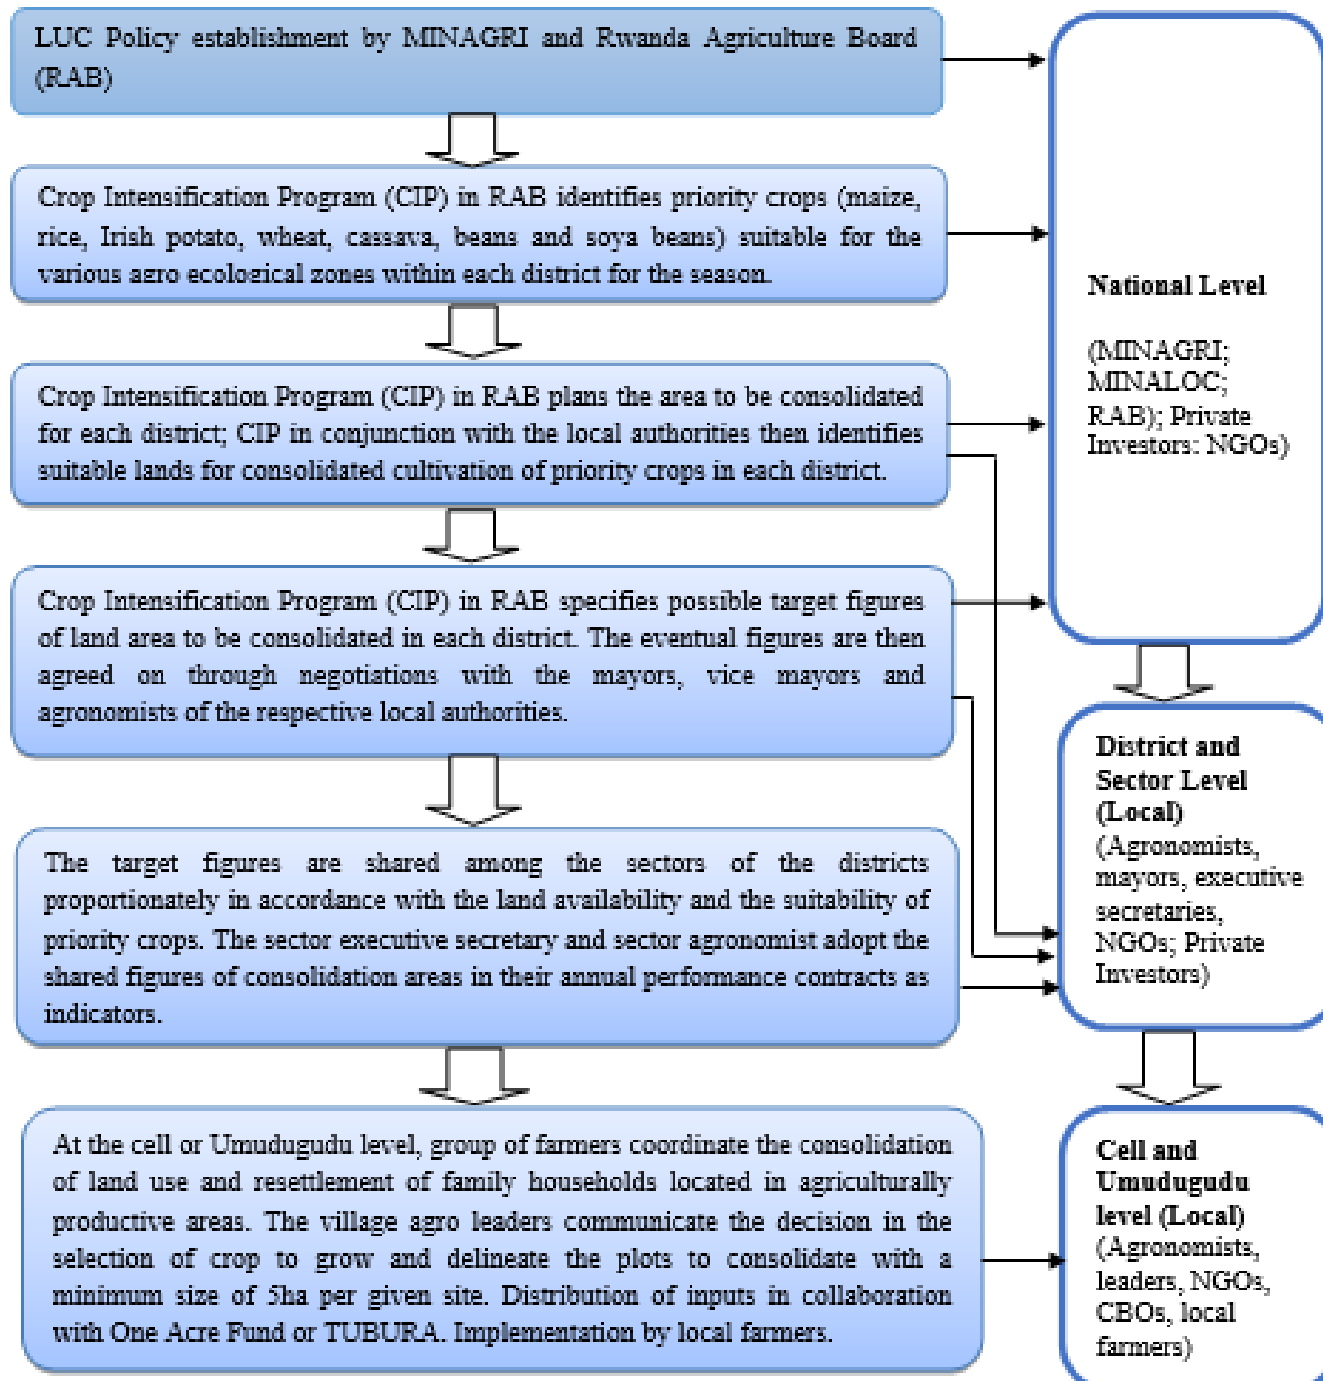 LUC Policy establishment by MINAGRI and Rwanda Agriculture Board
(RAB)
Crop Intensification Program (CIP) in RAB identifies priority crops (maize,
rice, Irish potato, wheat, cassava, beans and soya beans) suitable for the
various agro ecological zones within each district for the season.
Crop Intensification Program (CIP) in RAB plans the area to be consolidated
for each district; CIP in conjunction with the local authorities then identifies
suitable lands for consolidated cultivation of priority crops in each district.
Crop Intensification Program (CIP) in RAB specifies possible target figures
of land area to be consolidated in each district. The eventual figures are then
agreed on through negotiations with the mayors, vice mayors and
agronomists of the respective local authorities.
The target figures are shared among the sectors of the districts
proportionately in accordance with the land availability and the suitability of
priority crops. The sector executive secretary and sector agronomist adopt the
shared figures of consolidation areas in their annual performance contracts as
indicators.
At the cell or Umudugudu level, group of farmers coordinate the consolidation
of land use and resettlement of family households located in agriculturally
productive areas. The village agro leaders communicate the decision in the
selection of crop to grow and delineate the plots to consolidate with a
minimum size of 5ha per given site. Distribution of inputs in collaboration
with One Acre Fund or TUBURA. Implementation by local farmers.
National Level
(MINAGRI;
MINALOC;
RAB); Private
Investors: NGOs)
District and
Sector Level
(Local)
(Agronomists,
mayors, executive
secretaries,
NGOs; Private
Investors)
Cell and
Umudugudu
level (Local)
(Agronomists,
leaders, NGOs,
CBOs, local
farmers)